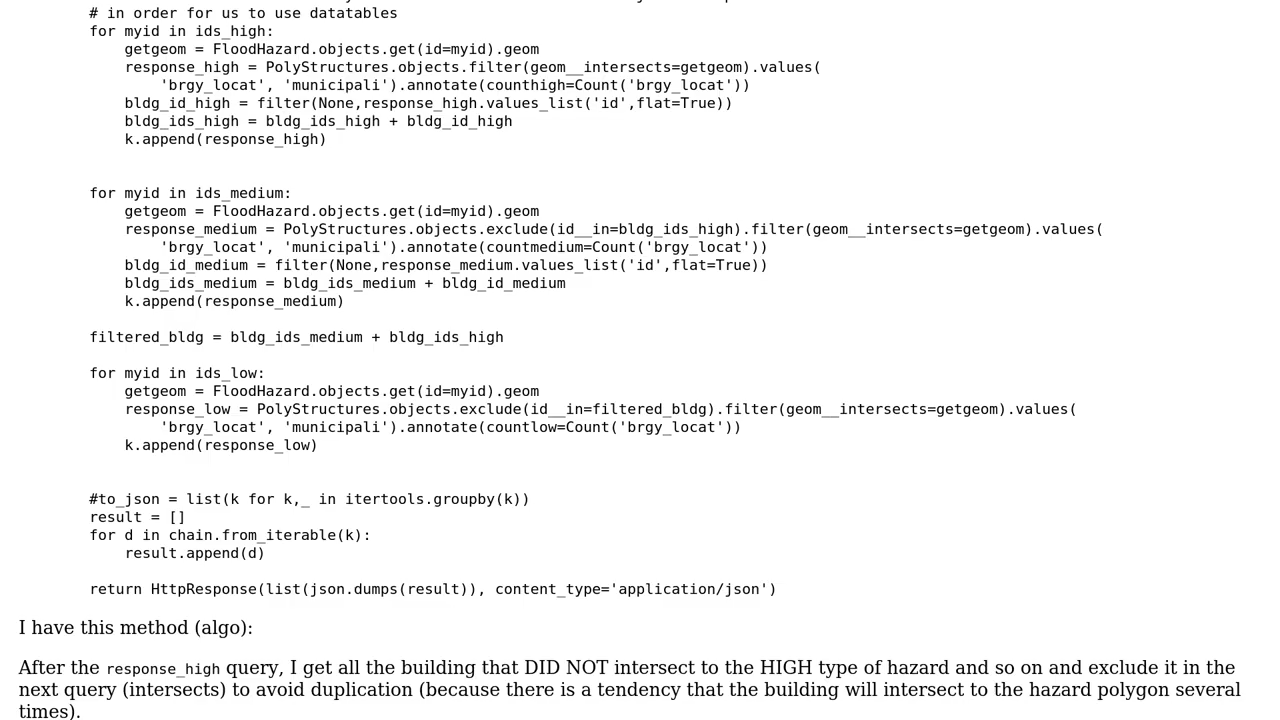 # in order for us to use datatables
for myid in ids_high:
    getgeom = FloodHazard.objects.get(id=myid).geom
    response_high = PolyStructures.objects.filter(geom__intersects=getgeom).values(
        'brgy_locat', 'municipali').annotate(counthigh=Count('brgy_locat'))
    bldg_id_high = filter(None,response_high.values_list('id',flat=True))
    bldg_ids_high = bldg_ids_high + bldg_id_high
    k.append(response_high)
for myid in ids_medium:
    getgeom = FloodHazard.objects.get(id=myid).geom
    response_medium = PolyStructures.objects.exclude(id__in=bldg_ids_high).filter(geom__intersects=getgeom).values(
        'brgy_locat', 'municipali').annotate(countmedium=Count('brgy_locat'))
    bldg_id_medium = filter(None,response_medium.values_list('id',flat=True))
    bldg_ids_medium = bldg_ids_medium + bldg_id_medium
    k.append(response_medium)
filtered_bldg = bldg_ids_medium + bldg_ids_high
for myid in ids_low:
    getgeom = FloodHazard.objects.get(id=myid).geom
    response_low = PolyStructures.objects.exclude(id__in=filtered_bldg).filter(geom__intersects=getgeom).values(
        'brgy_locat', 'municipali').annotate(countlow=Count('brgy_locat'))
    k.append(response_low)
#to_json = list(k for k,_ in itertools.groupby(k))
result = []
for d in chain.from_iterable(k):
    result.append(d)
return HttpResponse(list(json.dumps(result)), content_type='application/json')
I have this method (algo):
After the response_high query, I get all the building that DID NOT intersect to the HIGH type of hazard and so on and exclude it in the
next query (intersects) to avoid duplication (because there is a tendency that the building will intersect to the hazard polygon several
times).